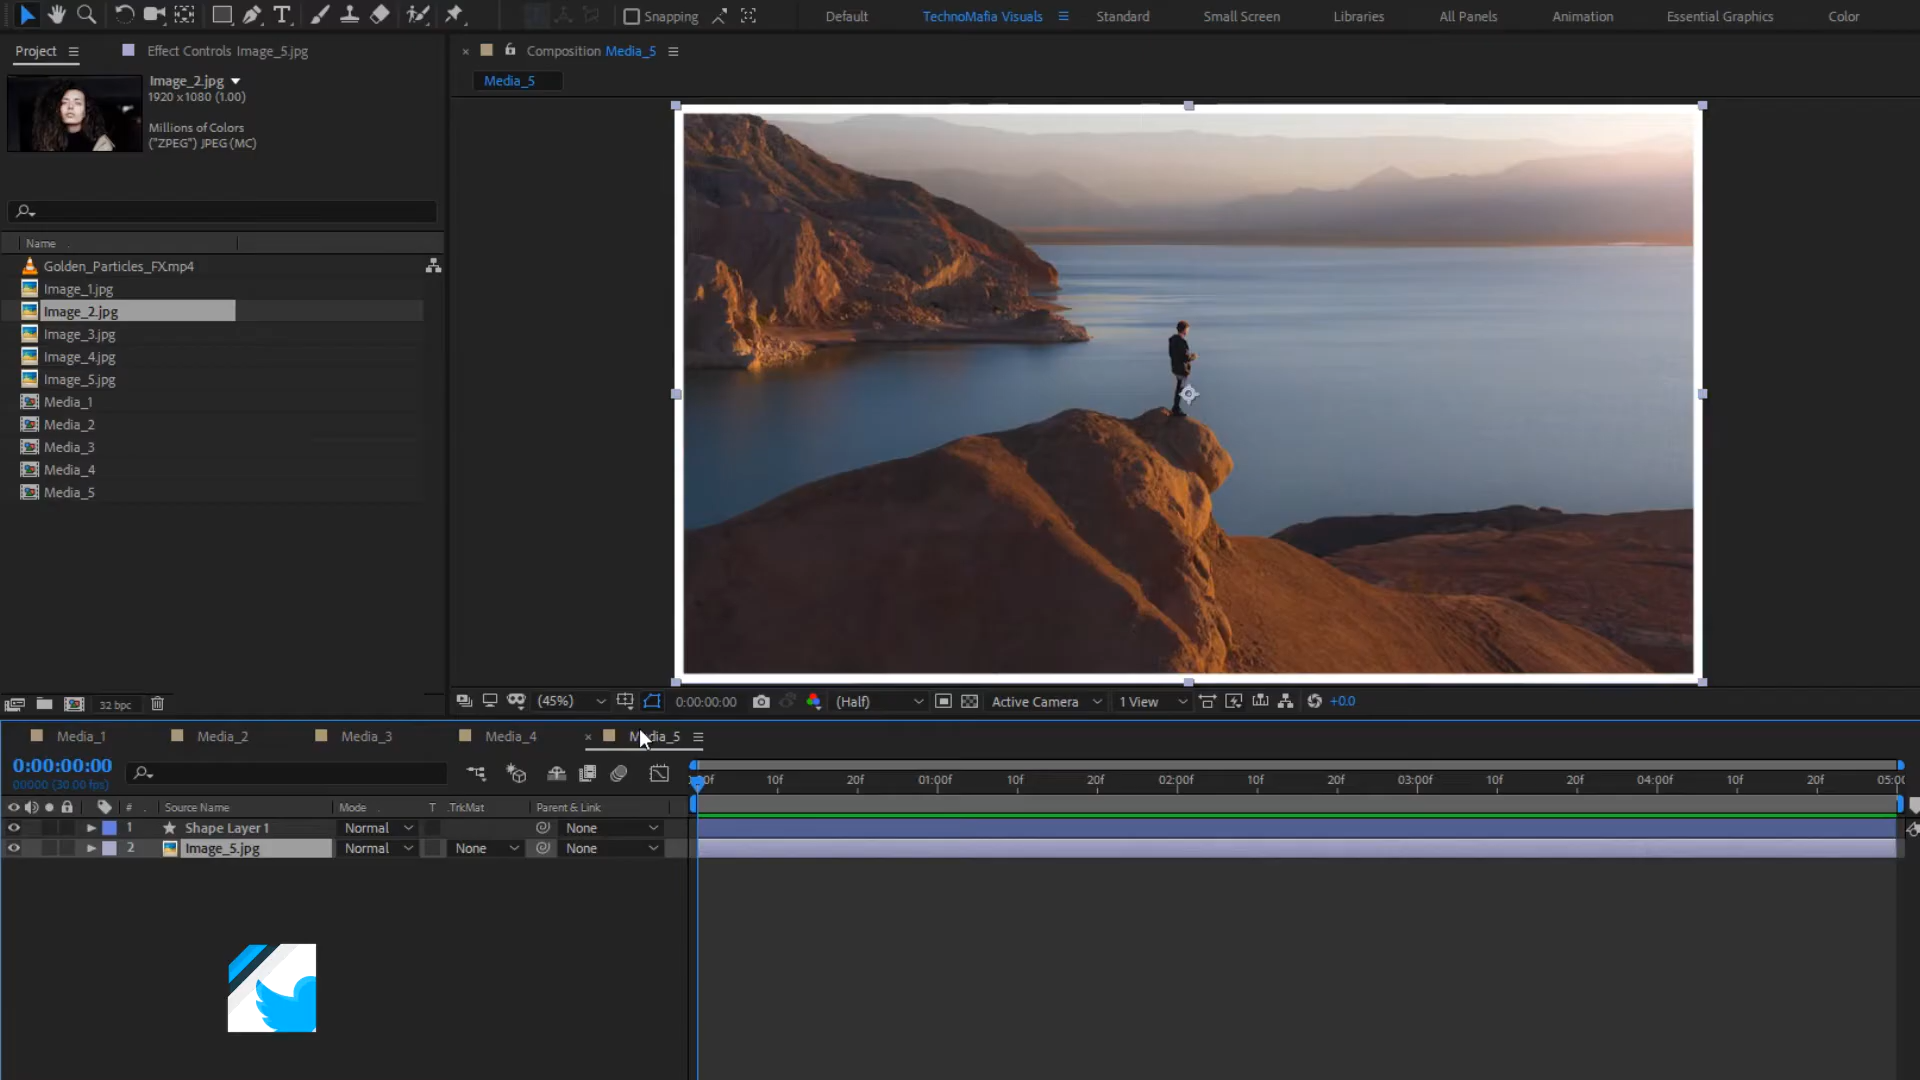 Snapping
Default
TechnoMafia Visuals
Standard
Small Screen
Libraries
All Panels
Animation
Essential Graphics
Color
Project
Effect Controls Image_5.jpg
Composition Media_5
Image_2.jpg
1920 x 1080 (1.00)
Millions of Colors
("ZPEG") JPEG (MC)
Media_5
Name
Golden_Particles_FX.mp4
Image_1.jpg
Image_2.jpg
Image_3.jpg
Image_4.jpg
Image_5.jpg
Media_1
Media_2
Media_3
Media_4
Media_5
32 bpc
(45%)
0:00:00:00
(Half)
Active Camera
1 View
+0.0
Media_1
Media_2
Media_3
Media_4
Media_5
0:00:00:00
00000 (30.00 fps)
10f 20f 01:00f 10f 20f 02:00f 10f 20f 03:00f 10f 20f 04:00f 10f 20f
# Source Name Mode T .TrkMat Parent & Link
1 Shape Layer 1 Normal None
2 Image_5.jpg Normal None None